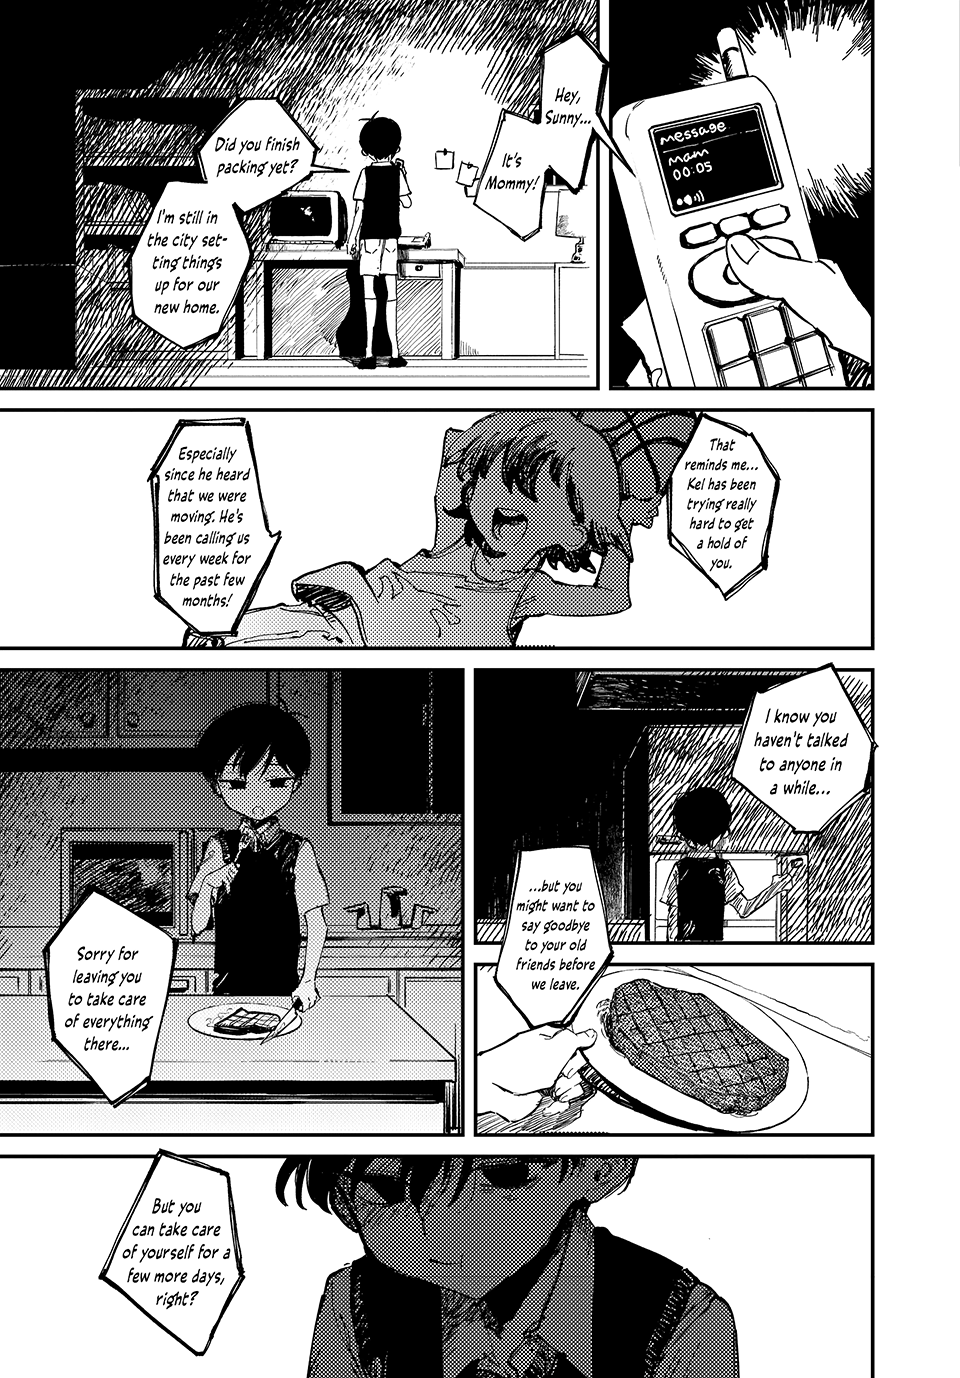 message
mam
00:05
Hey,
Sunny...
It's
Mommy!
Did you finish
packing yet?
I'm still in
the city set-
ting things
up for our
new home.
That
reminds me...
Kel has been
trying really
hard to get
a hold of
you.
Especially
since he heard
that we were
moving. He's
been calling us
every week for
the past few
months!
I know you
haven't talked
to anyone in
a while...
...but you
might want to
say goodbye
to your old
friends before
we leave.
Sorry for
leaving you
to take care
of everything
there...
But you
can take care
of yourself for a
few more days,
right?